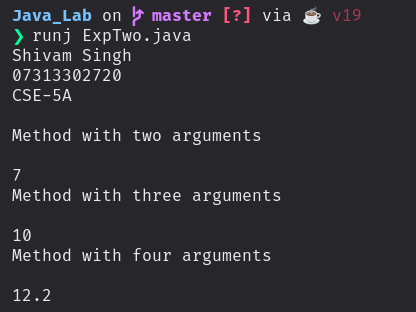 Java_Lab on master [?] via ☕ v19
❯ runj ExpTwo.java
Shivam Singh
07313302720
CSE-5A
Method with two arguments
7
Method with three arguments
10
Method with four arguments
12.2